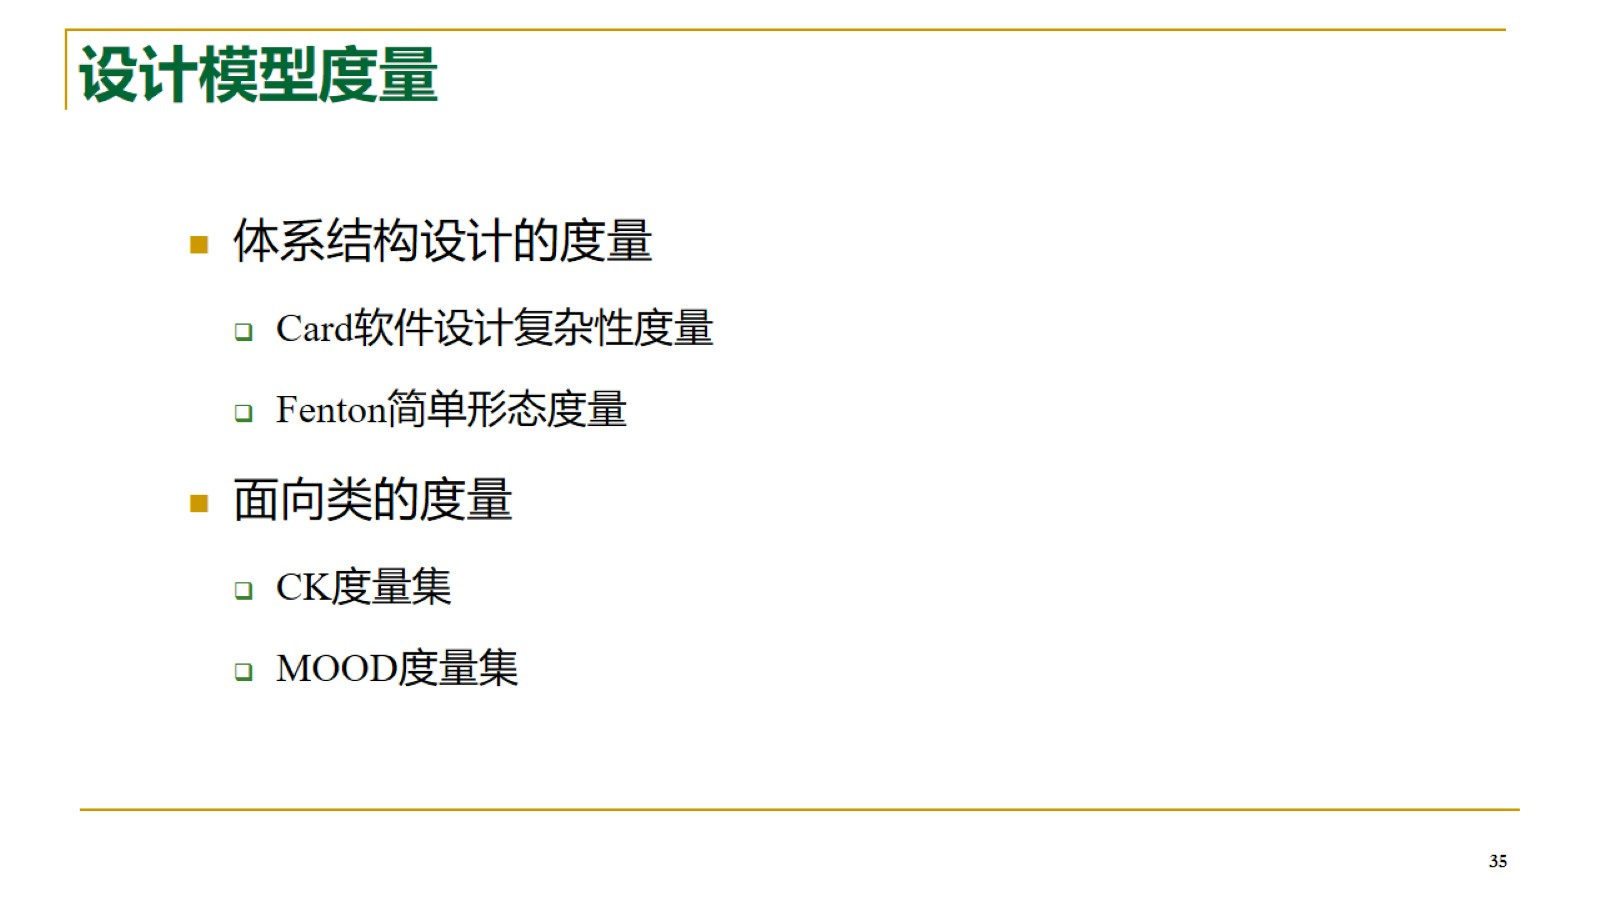 设计模型度量
体系结构设计的度量
Card软件设计复杂性度量
Fenton简单形态度量
面向类的度量
CK度量集
MOOD度量集
35